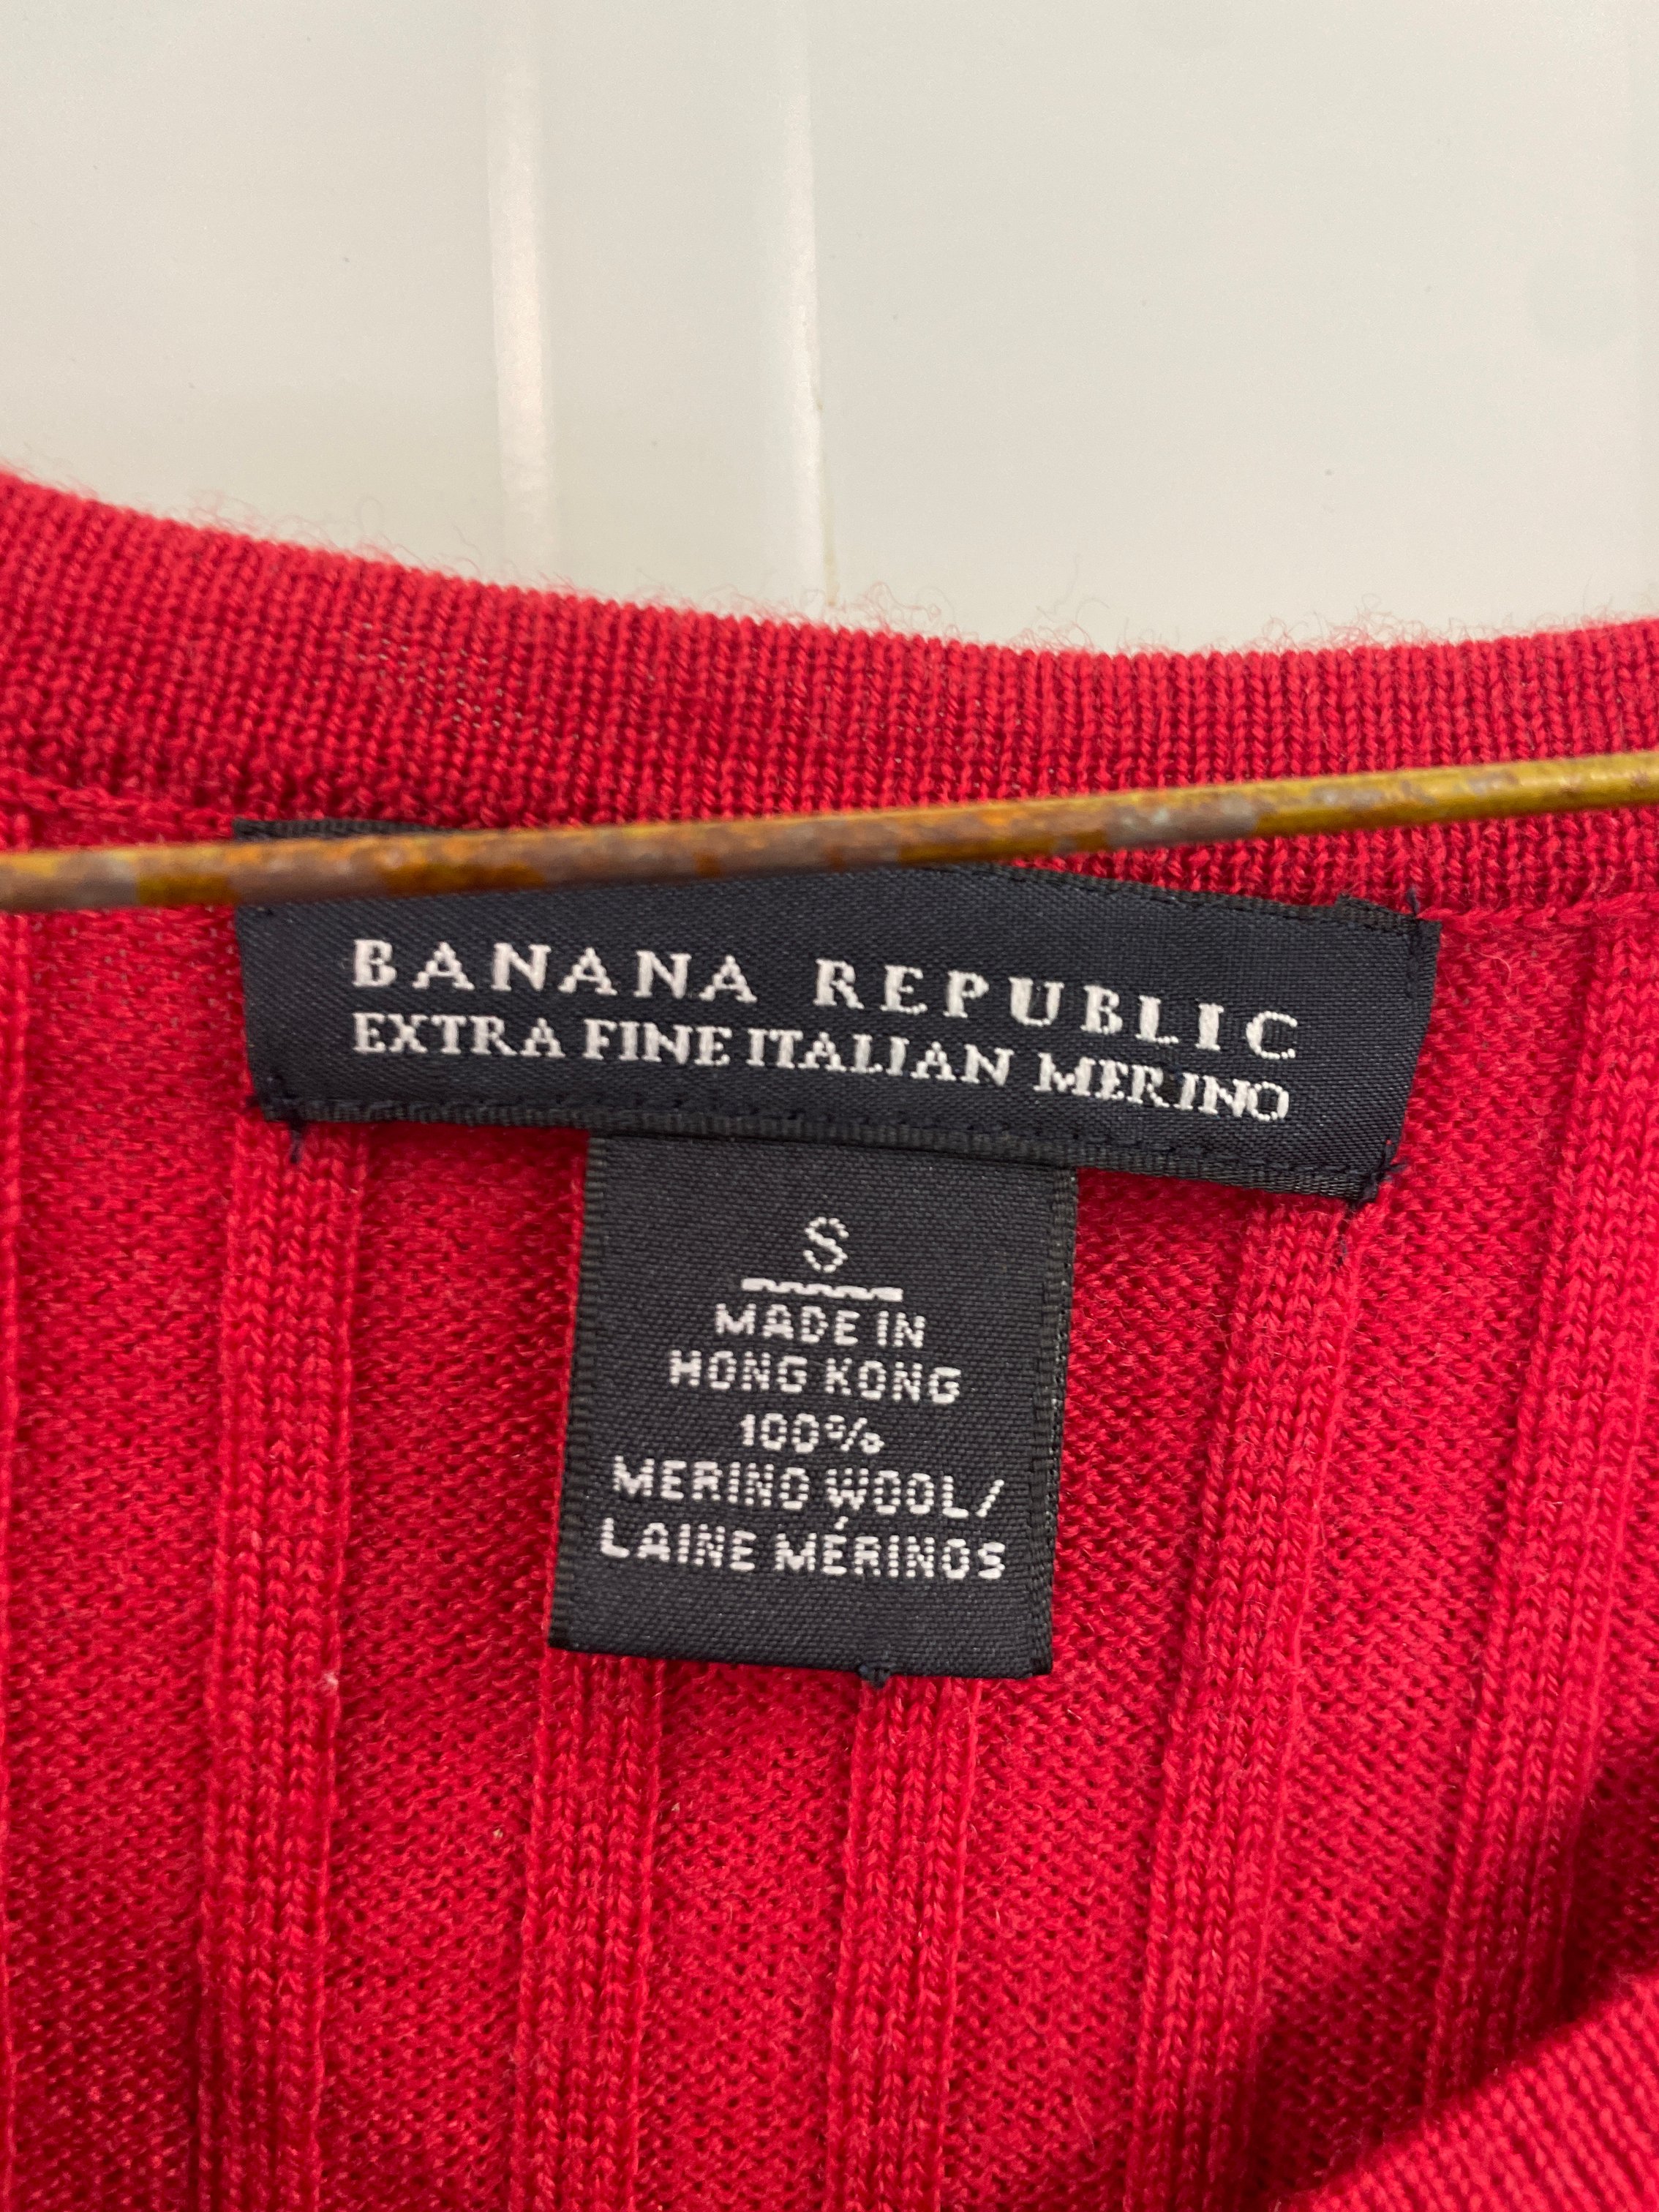 BANANA REPUBLIC
EXTRA FINE ITALIAN MERINO
S
MADE IN
HONG KONG
100%
MERINO WOOL/
LAINE MÉRINOS